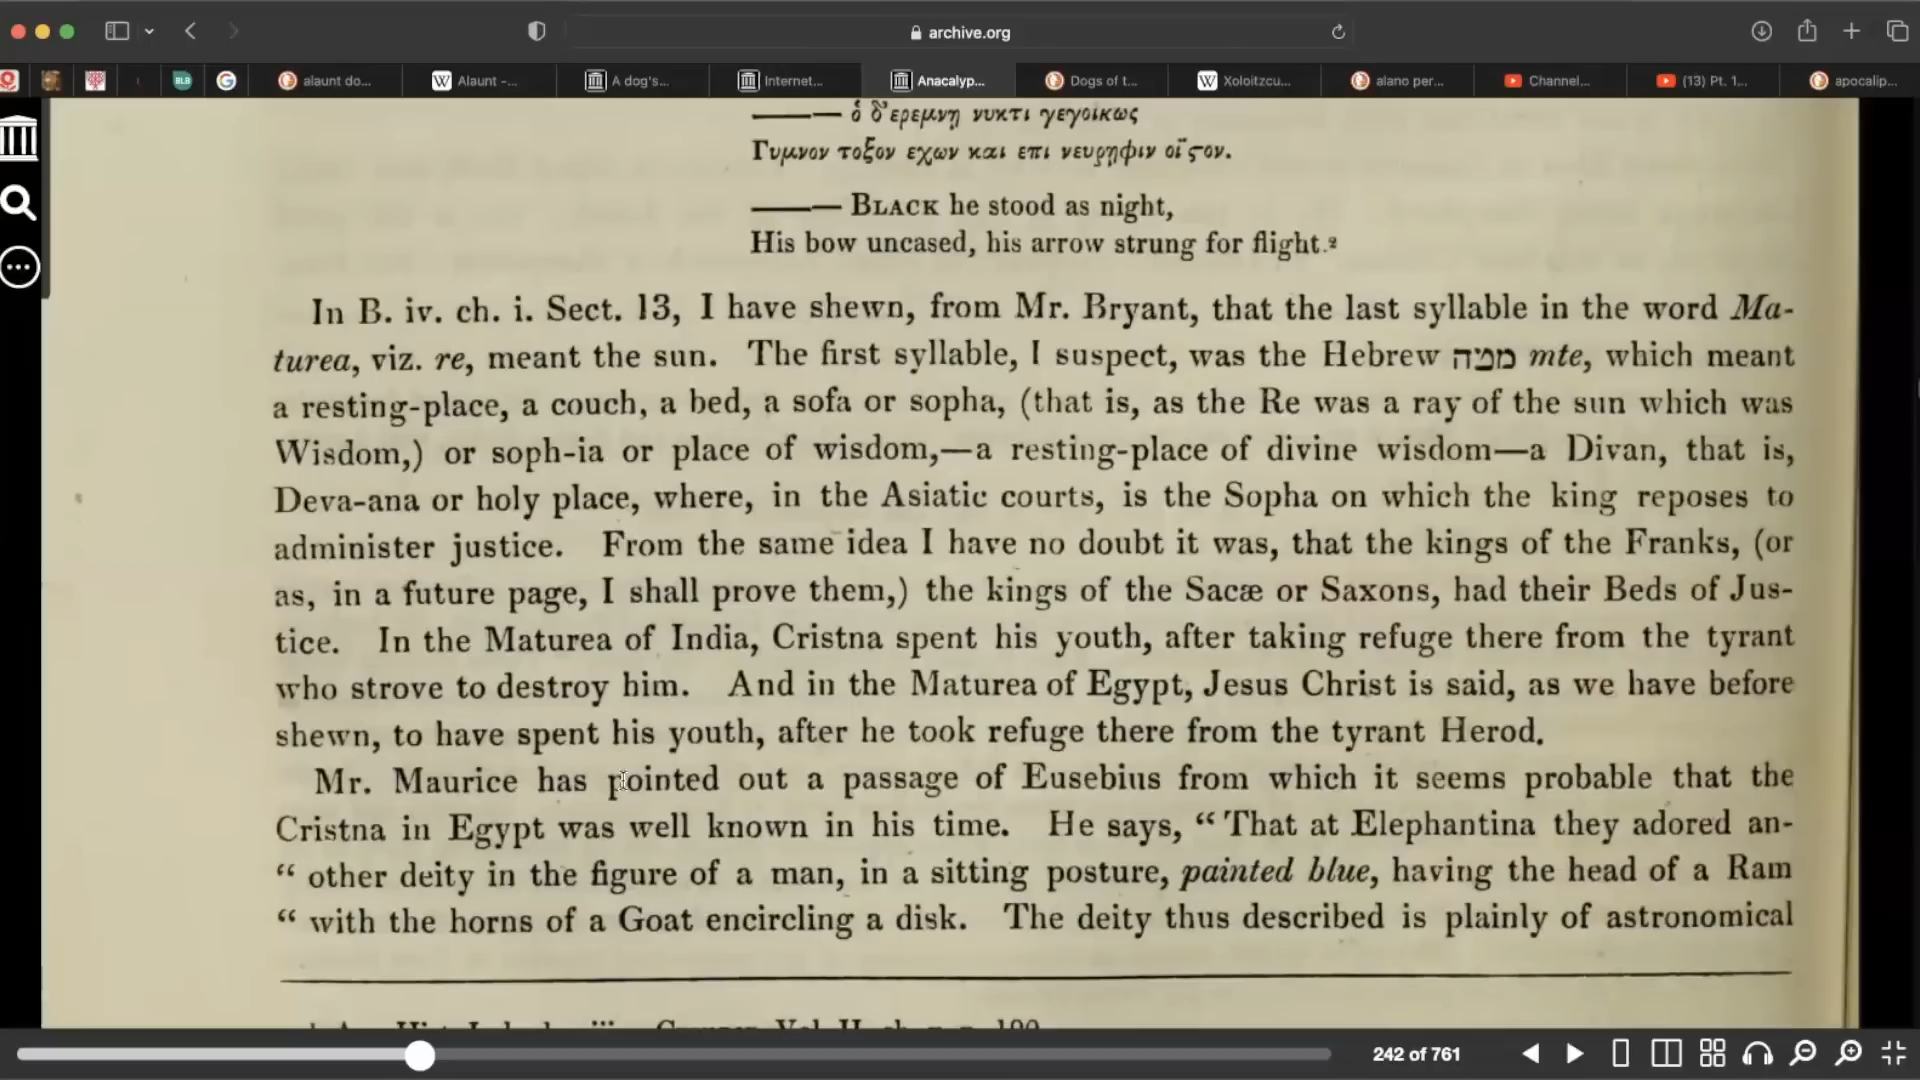 archive.org
BLB
alaunt do...
Alaunt -...
A dog's...
Internet...
Anacalyp...
Dogs of t...
Xoloitzcu...
alano per...
Channel...
(13) Pt. 1...
apocalip...
——— ὁ δ'ερεμνῃ νυκτι γεγοίκως
Γυμνον τοξον εχων και επι νευρηφιν οἴϛον.
——— BLACK he stood as night,
His bow uncased, his arrow strung for flight.²
In B. iv. ch. i. Sect. 13, I have shewn, from Mr. Bryant, that the last syllable in the word Ma-
turea, viz. re, meant the sun. The first syllable, I suspect, was the Hebrew מטה mte, which meant
a resting-place, a couch, a bed, a sofa or sopha, (that is, as the Re was a ray of the sun which was
Wisdom,) or soph-ia or place of wisdom,—a resting-place of divine wisdom—a Divan, that is,
Deva-ana or holy place, where, in the Asiatic courts, is the Sopha on which the king reposes to
administer justice. From the same idea I have no doubt it was, that the kings of the Franks, (or
as, in a future page, I shall prove them,) the kings of the Sacæ or Saxons, had their Beds of Jus-
tice. In the Maturea of India, Cristna spent his youth, after taking refuge there from the tyrant
who strove to destroy him. And in the Maturea of Egypt, Jesus Christ is said, as we have before
shewn, to have spent his youth, after he took refuge there from the tyrant Herod.
Mr. Maurice has pointed out a passage of Eusebius from which it seems probable that the
Cristna in Egypt was well known in his time. He says, “ That at Elephantina they adored an-
“ other deity in the figure of a man, in a sitting posture, painted blue, having the head of a Ram
“ with the horns of a Goat encircling a disk. The deity thus described is plainly of astronomical
242 of 761